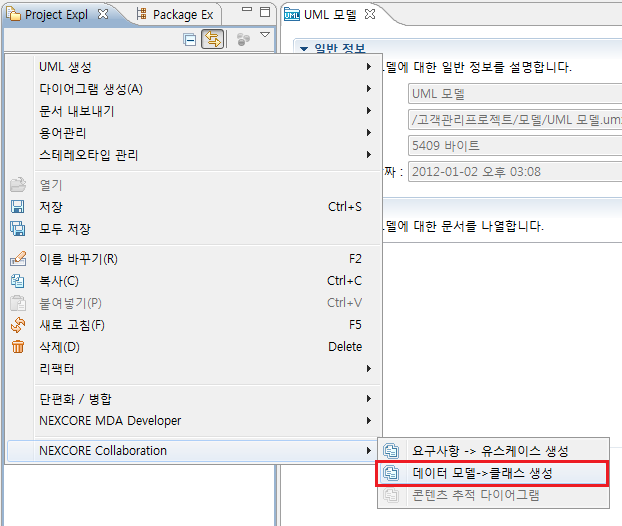 Project Expl
Package Ex
UML 모델
일반 정보
UML 생성
다이어그램 생성(A)
문서 내보내기
용어관리
스테레오타입 관리
열기
저장 Ctrl+S
모두 저장
이름 바꾸기(R) F2
복사(C) Ctrl+C
붙여넣기(P) Ctrl+V
새로 고침(F) F5
삭제(D) Delete
리팩터
단편화 / 병합
NEXCORE MDA Developer
NEXCORE Collaboration
요구사항 -> 유스케이스 생성
데이터 모델->클래스 생성
콘텐츠 추적 다이어그램
델에 대한 일반 정보를 설명합니다.
UML 모델
/고객관리프로젝트/모델/UML 모델.um
5409 바이트
짜 : 2012-01-02 오후 03:08
델에 대한 문서를 나열합니다.